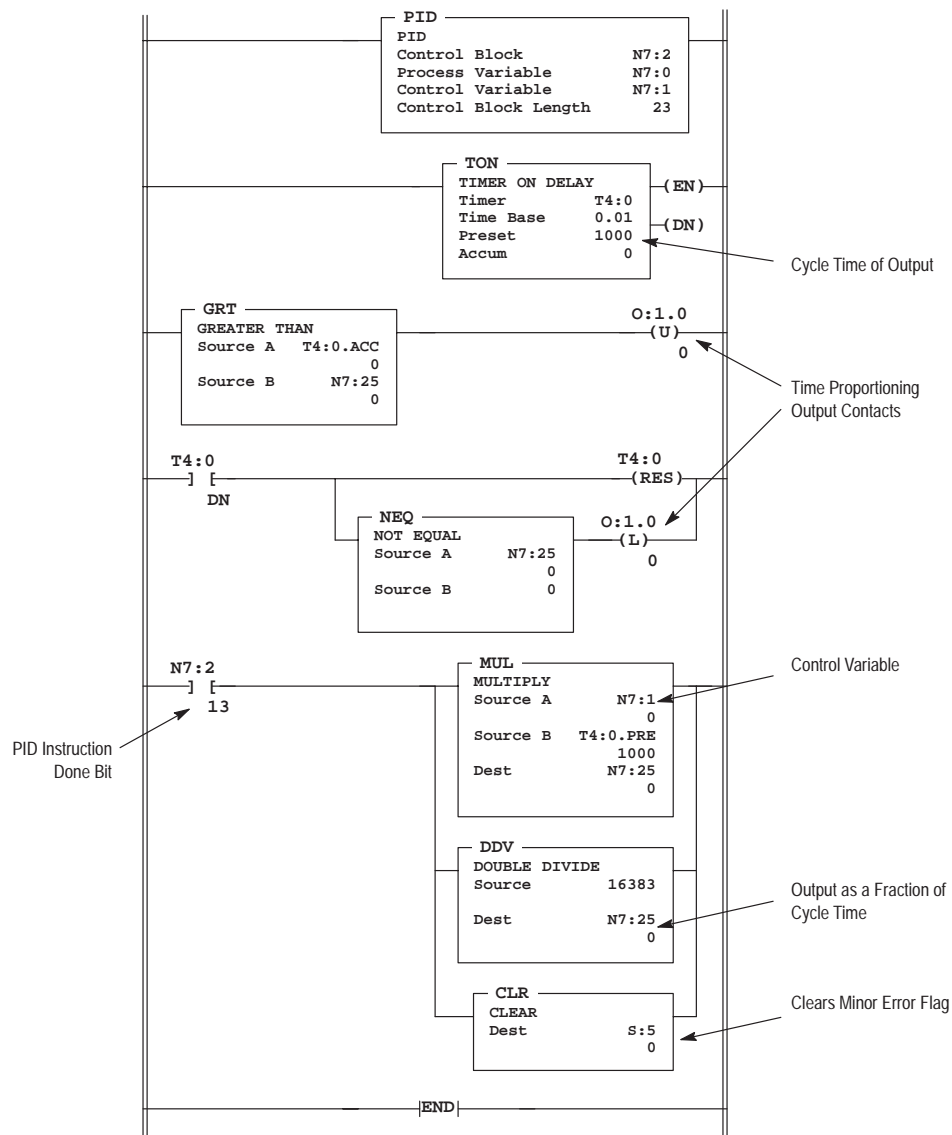 PID
PID
Control Block N7:2
Process Variable N7:0
Control Variable N7:1
Control Block Length 23
TON
TIMER ON DELAY (EN)
Timer T4:0
Time Base 0.01 (DN)
Preset 1000
Accum 0
Cycle Time of Output
GRT
GREATER THAN
Source A T4:0.ACC
0
Source B N7:25
0
O:1.0
(U)
0
Time Proportioning
Output Contacts
T4:0
] [
DN
T4:0
(RES)
NEQ
NOT EQUAL
Source A N7:25
0
Source B 0
O:1.0
(L)
0
N7:2
] [
13
PID Instruction
Done Bit
MUL
MULTIPLY
Source A N7:1
0
Source B T4:0.PRE
1000
Dest N7:25
0
Control Variable
DDV
DOUBLE DIVIDE
Source 16383
Dest N7:25
0
Output as a Fraction of
Cycle Time
CLR
CLEAR
Dest S:5
0
Clears Minor Error Flag
|END|